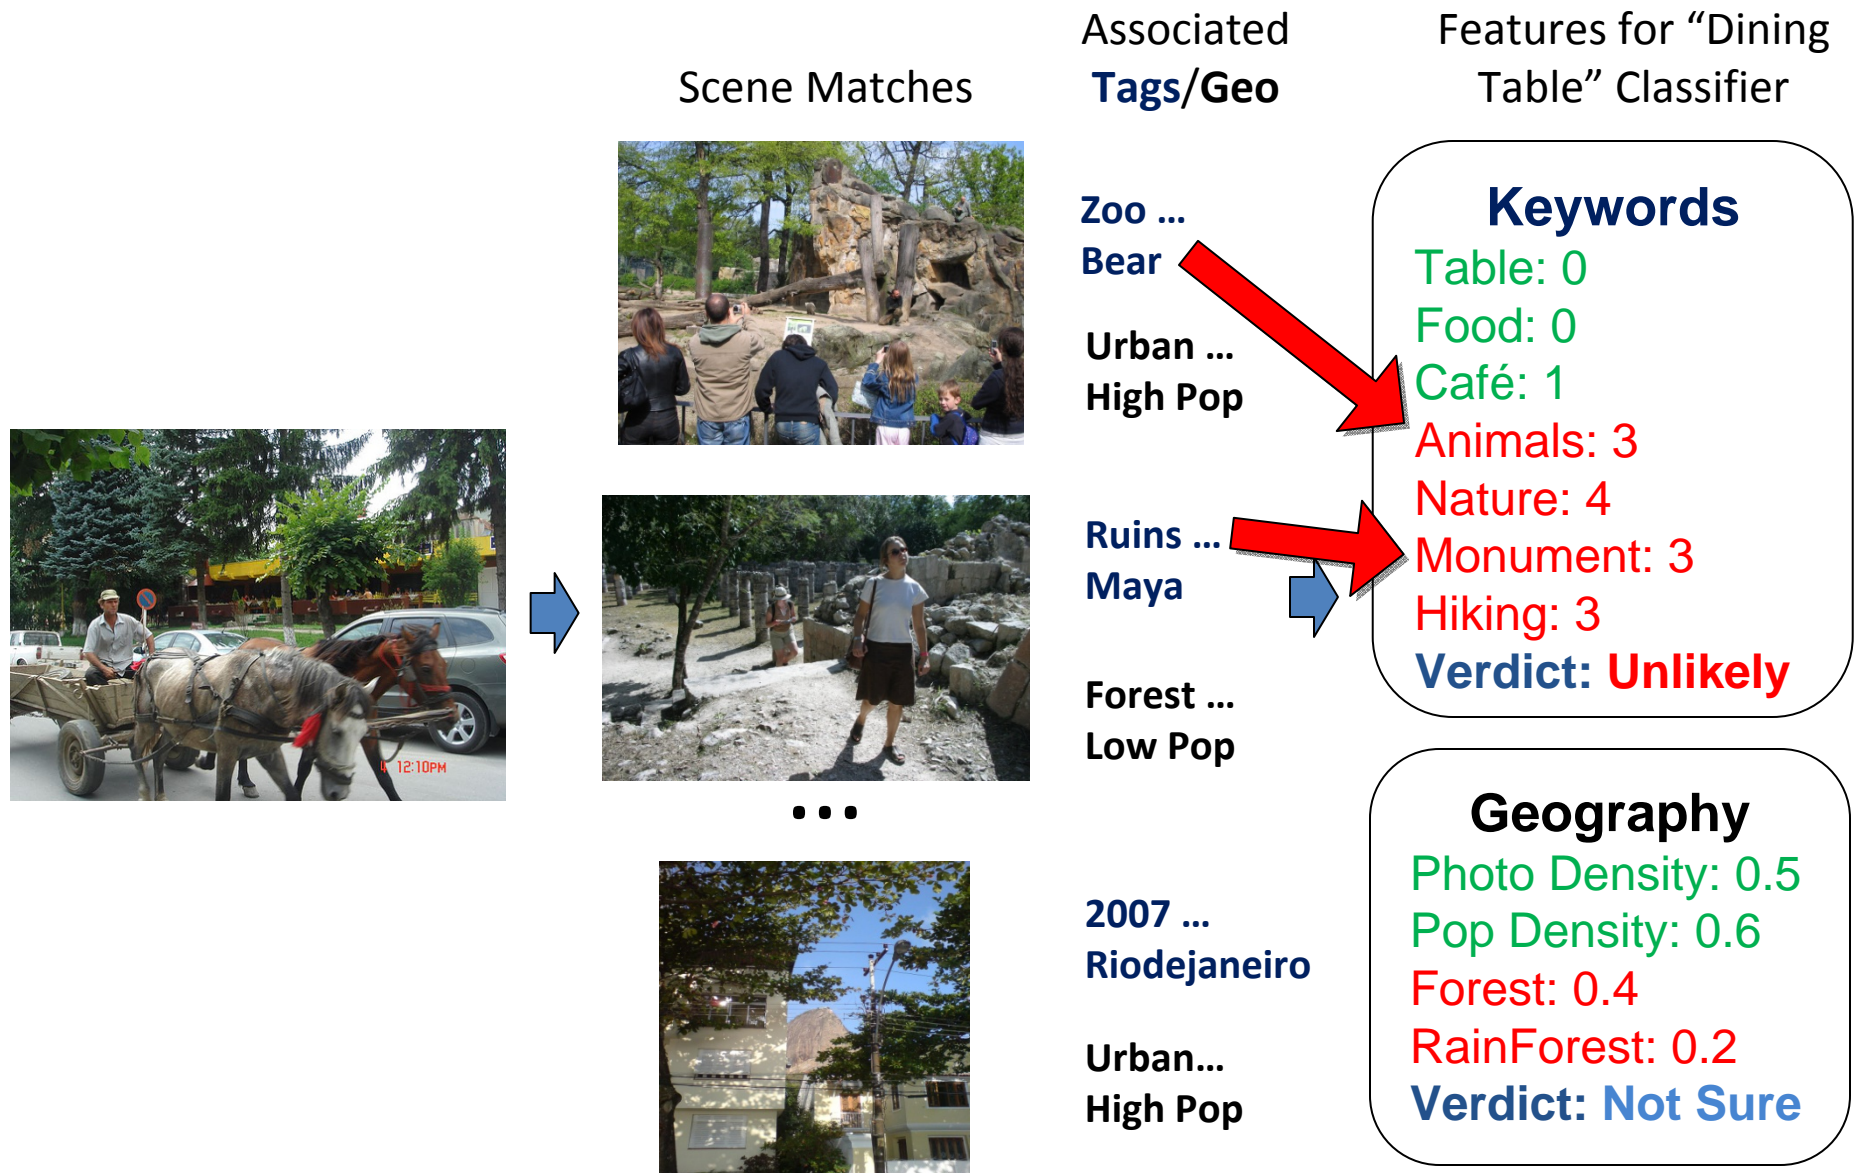 Scene Matches
Associated
Tags/Geo
Features for “Dining
Table” Classifier
Zoo …
Bear
Urban …
High Pop
Ruins …
Maya
Forest …
Low Pop
2007 …
Riodejaneiro
Urban…
High Pop
Keywords
Table: 0
Food: 0
Café: 1
Animals: 3
Nature: 4
Monument: 3
Hiking: 3
Verdict: Unlikely
Geography
Photo Density: 0.5
Pop Density: 0.6
Forest: 0.4
RainForest: 0.2
Verdict: Not Sure
4 12:10PM
...